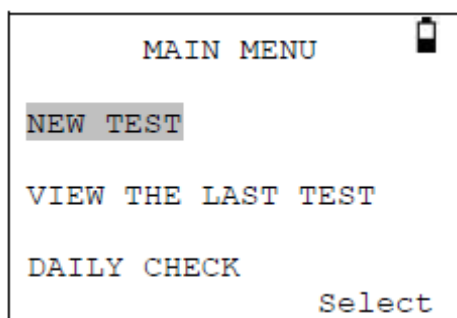 MAIN MENU
NEW TEST
VIEW THE LAST TEST
DAILY CHECK
Select